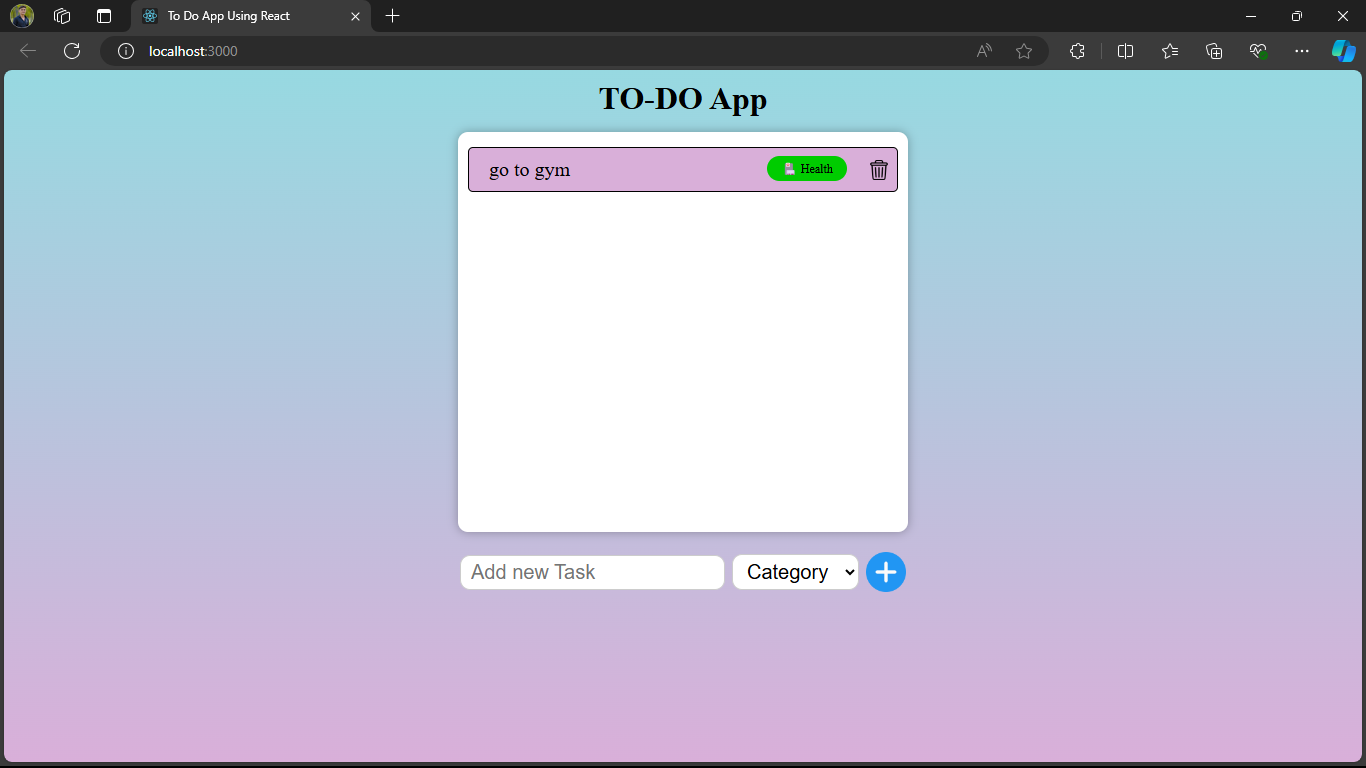 To Do App Using React
localhost:3000
TO-DO App
go to gym
Health
Add new Task
Category